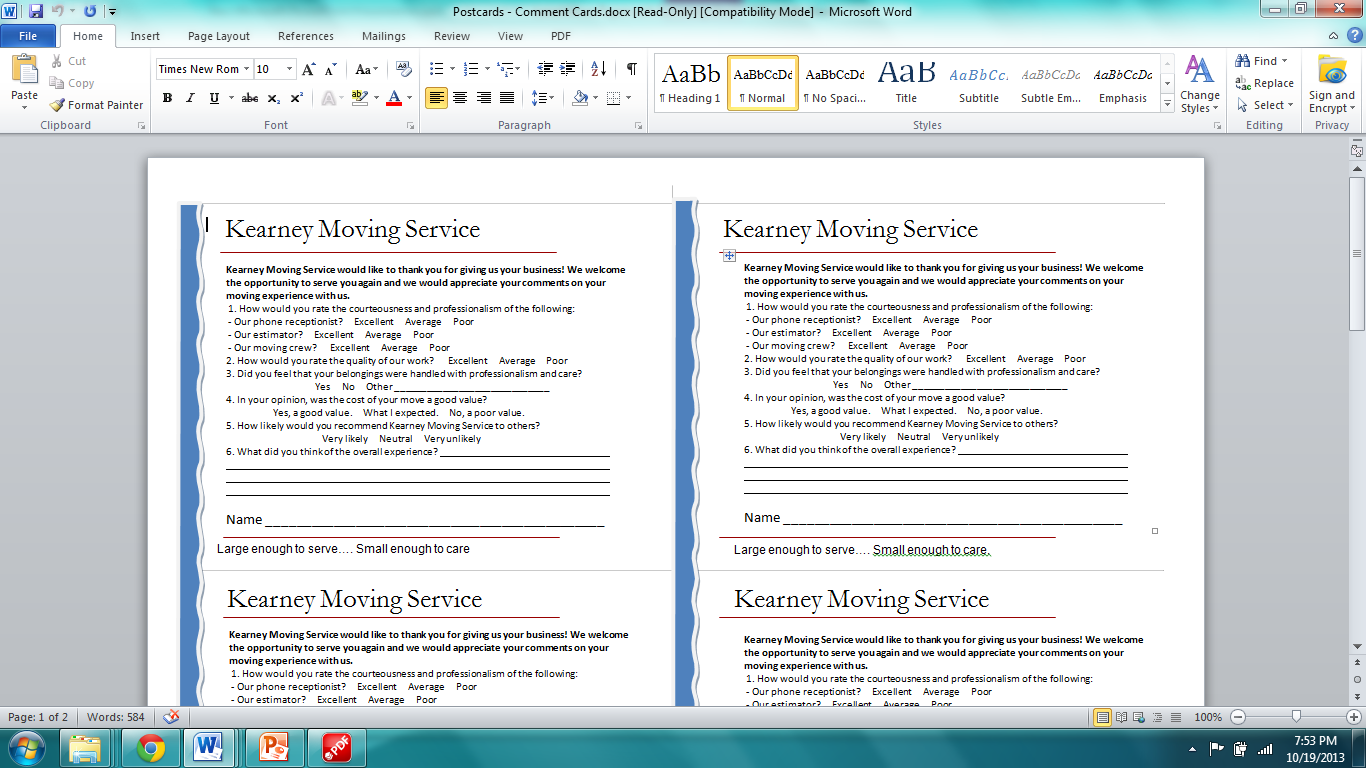 Postcards - Comment Cards.docx [Read-Only] [Compatibility Mode] - Microsoft Word
File Home Insert Page Layout References Mailings Review View PDF
Paste
Cut
Copy
Format Painter
Clipboard
Times New Rom 10
Font
Paragraph
AaBb AaBbCcDd AaBbCcDd AaB AaBbCc. AaBbCcDd AaBbCcDd
¶ Heading 1 ¶ Normal ¶ No Spaci... Title Subtitle Subtle Em... Emphasis
Change Styles
Styles
Find
Replace
Select
Editing
Sign and Encrypt
Privacy
Kearney Moving Service
Kearney Moving Service would like to thank you for giving us your business! We welcome
the opportunity to serve you again and we would appreciate your comments on your
moving experience with us.
1. How would you rate the courteousness and professionalism of the following:
- Our phone receptionist? Excellent Average Poor
- Our estimator? Excellent Average Poor
- Our moving crew? Excellent Average Poor
2. How would you rate the quality of our work? Excellent Average Poor
3. Did you feel that your belongings were handled with professionalism and care?
Yes No Other ____________________________
4. In your opinion, was the cost of your move a good value?
Yes, a good value. What I expected. No, a poor value.
5. How likely would you recommend Kearney Moving Service to others?
Very likely Neutral Very unlikely
6. What did you think of the overall experience? ____________________________
Name ____________________________________________
Large enough to serve…. Small enough to care
Kearney Moving Service
Kearney Moving Service would like to thank you for giving us your business! We welcome
the opportunity to serve you again and we would appreciate your comments on your
moving experience with us.
1. How would you rate the courteousness and professionalism of the following:
- Our phone receptionist? Excellent Average Poor
- Our estimator? Excellent Average Poor
- Our moving crew? Excellent Average Poor
2. How would you rate the quality of our work? Excellent Average Poor
3. Did you feel that your belongings were handled with professionalism and care?
Yes No Other ____________________________
4. In your opinion, was the cost of your move a good value?
Yes, a good value. What I expected. No, a poor value.
5. How likely would you recommend Kearney Moving Service to others?
Very likely Neutral Very unlikely
6. What did you think of the overall experience? ____________________________
Name ____________________________________________
Large enough to serve…. Small enough to care.
Kearney Moving Service
Kearney Moving Service would like to thank you for giving us your business! We welcome
the opportunity to serve you again and we would appreciate your comments on your
moving experience with us.
1. How would you rate the courteousness and professionalism of the following:
- Our phone receptionist? Excellent Average Poor
- Our estimator? Excellent Average Poor
Kearney Moving Service
Kearney Moving Service would like to thank you for giving us your business! We welcome
the opportunity to serve you again and we would appreciate your comments on your
moving experience with us.
1. How would you rate the courteousness and professionalism of the following:
- Our phone receptionist? Excellent Average Poor
- Our estimator? Excellent Average Poor
Page: 1 of 2 Words: 584 100%
PDF
7:53 PM
10/19/2013